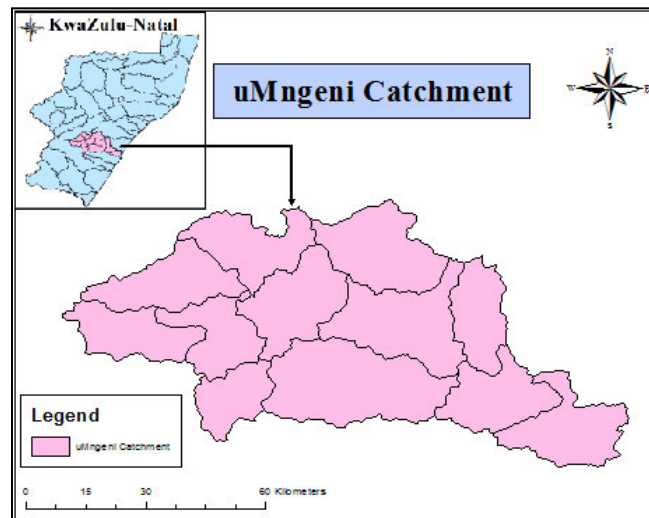 KwaZulu-Natal
uMngeni Catchment
N
W
E
S
Legend
uMngeni Catchment
0 15 30 60 Kilometers